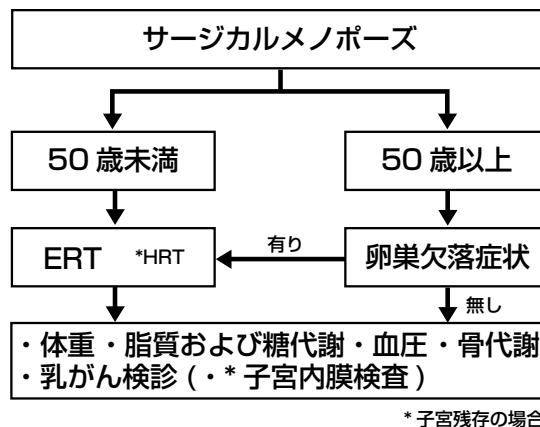 サージカルメノポーズ
50 歳未満
50 歳以上
ERT *HRT
有り
卵巣欠落症状
無し
・体重・脂質および糖代謝・血圧・骨代謝
・乳がん検診 (・* 子宮内膜検査 )
* 子宮残存の場合